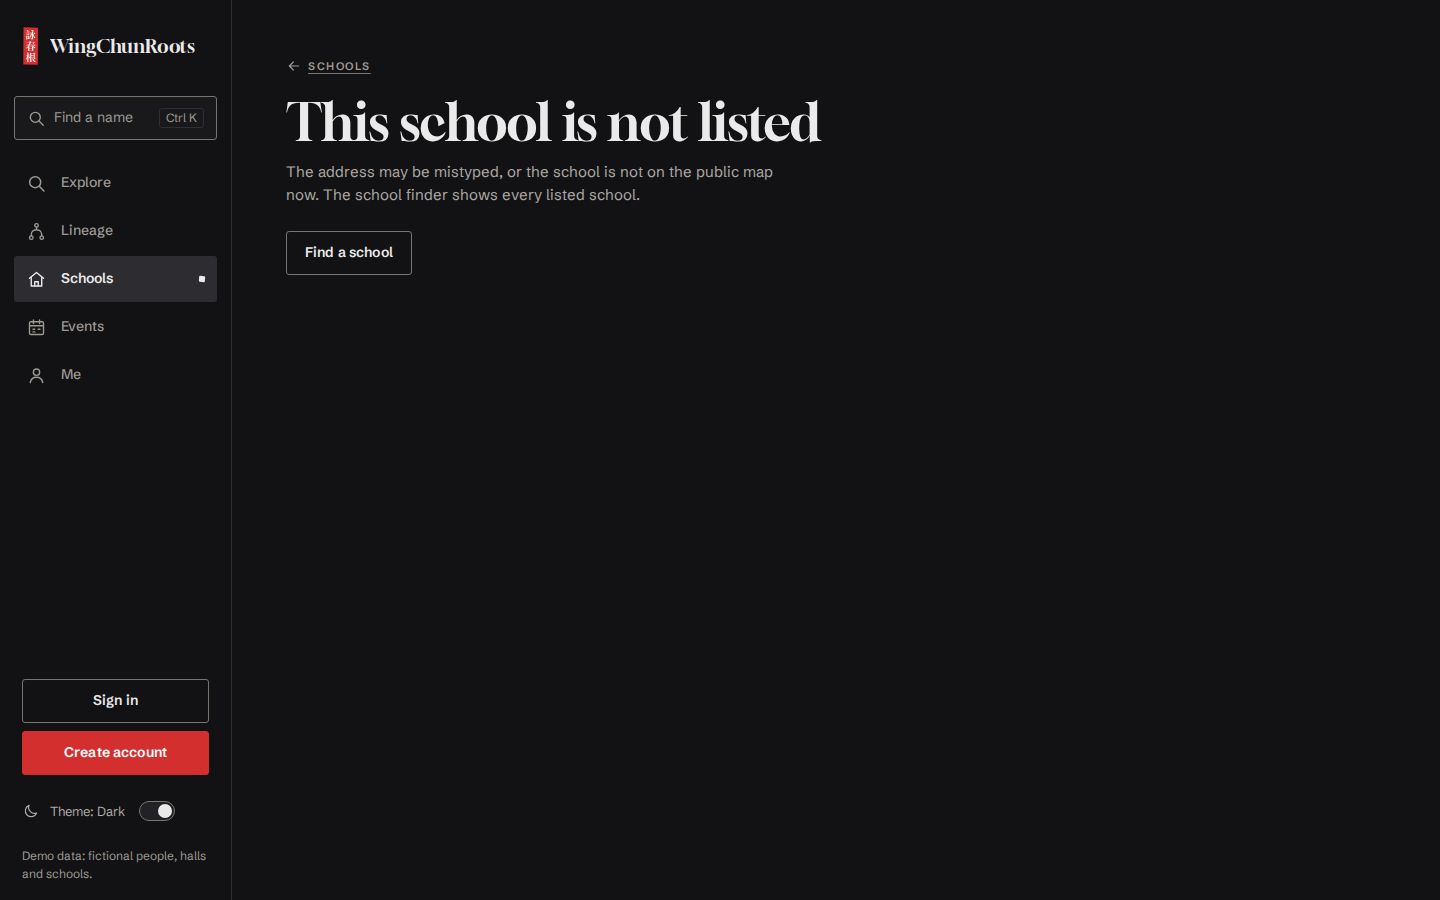 詠春根
WingChunRoots
Find a name
Ctrl K
Explore
Lineage
Schools
Events
Me
Sign in
Create account
Theme: Dark
Demo data: fictional people, halls
and schools.
SCHOOLS
This school is not listed
The address may be mistyped, or the school is not on the public map
now. The school finder shows every listed school.
Find a school